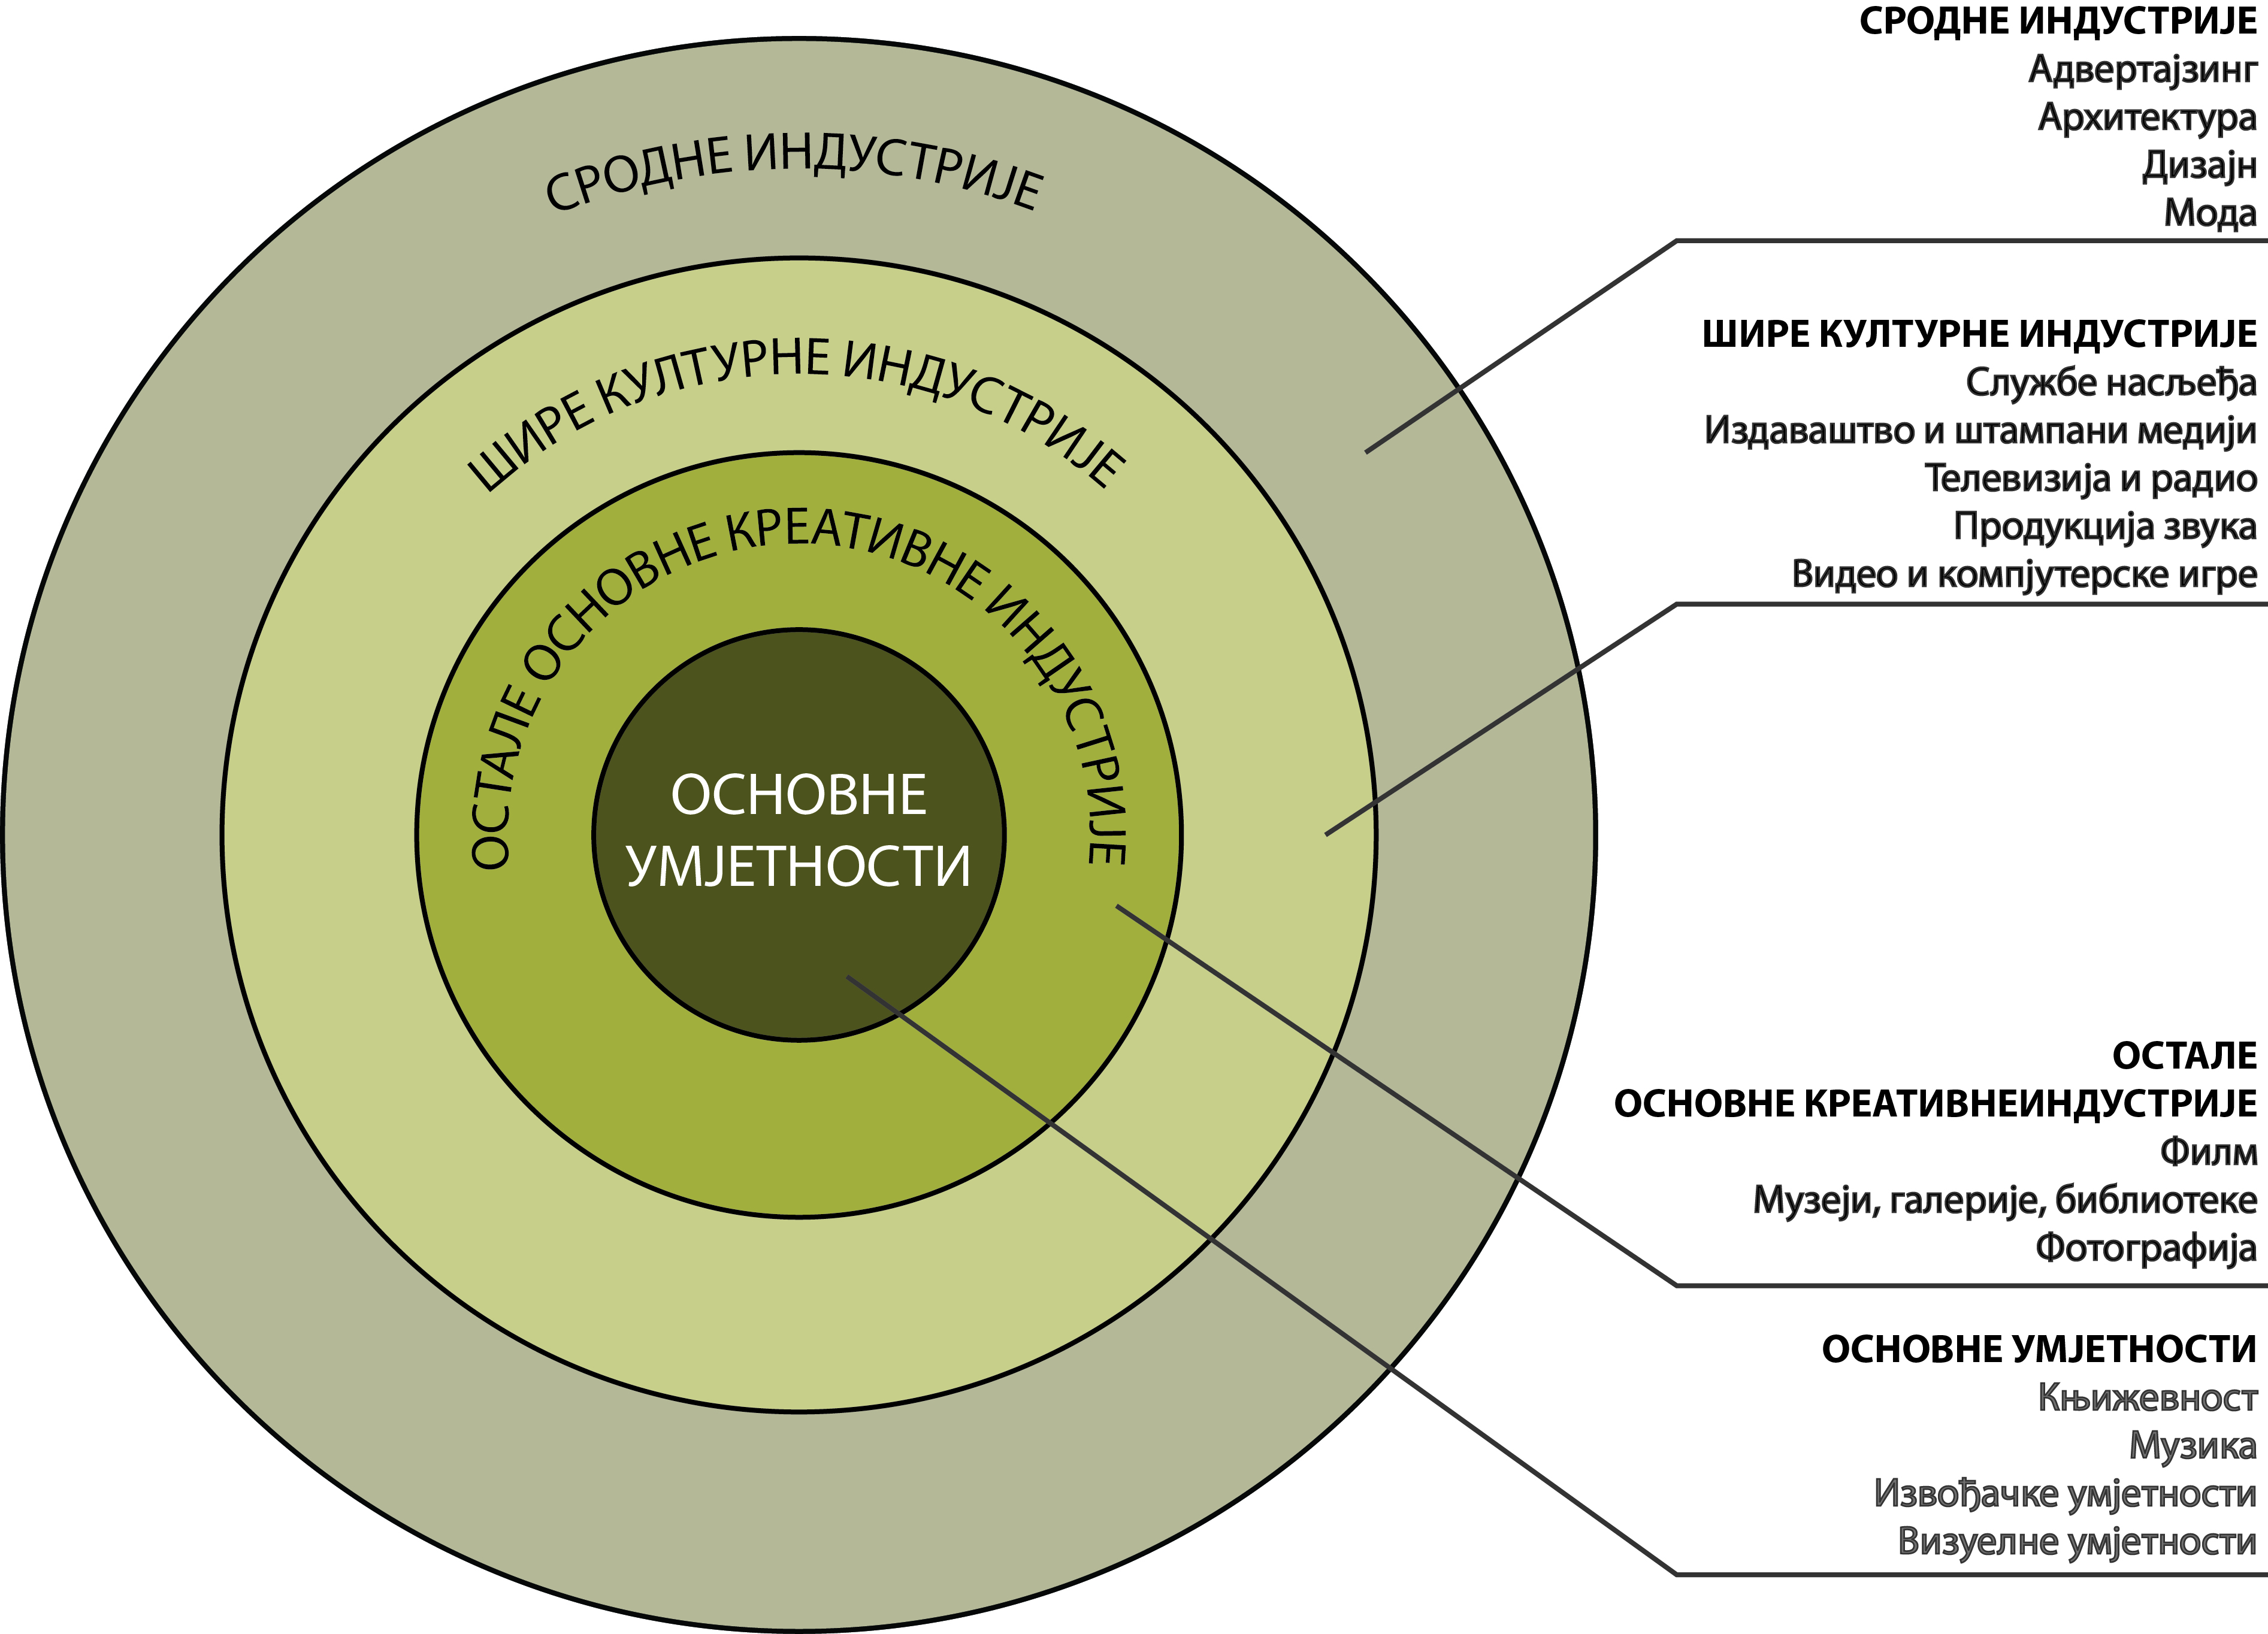 СРОДНЕ ИНДУСТРИЈЕ
ШИРЕ КУЛТУРНЕ ИНДУСТРИЈЕ
ОСТАЛЕ ОСНОВНЕ КРЕАТИВНЕ ИНДУСТРИЈЕ
ОСНОВНЕ
УМЈЕТНОСТИ
СРОДНЕ ИНДУСТРИЈЕ
Адвертајзинг
Архитектура
Дизајн
Мода
ШИРЕ КУЛТУРНЕ ИНДУСТРИЈЕ
Службе насљеђа
Издаваштво и штампани медији
Телевизија и радио
Продукција звука
Видео и компјутерске игре
ОСТАЛЕ
ОСНОВНЕ КРЕАТИВНЕИНДУСТРИЈЕ
Филм
Музеји, галерије, библиотеке
Фотографија
ОСНОВНЕ УМЈЕТНОСТИ
Књижевност
Музика
Извођачке умјетности
Визуелне умјетности